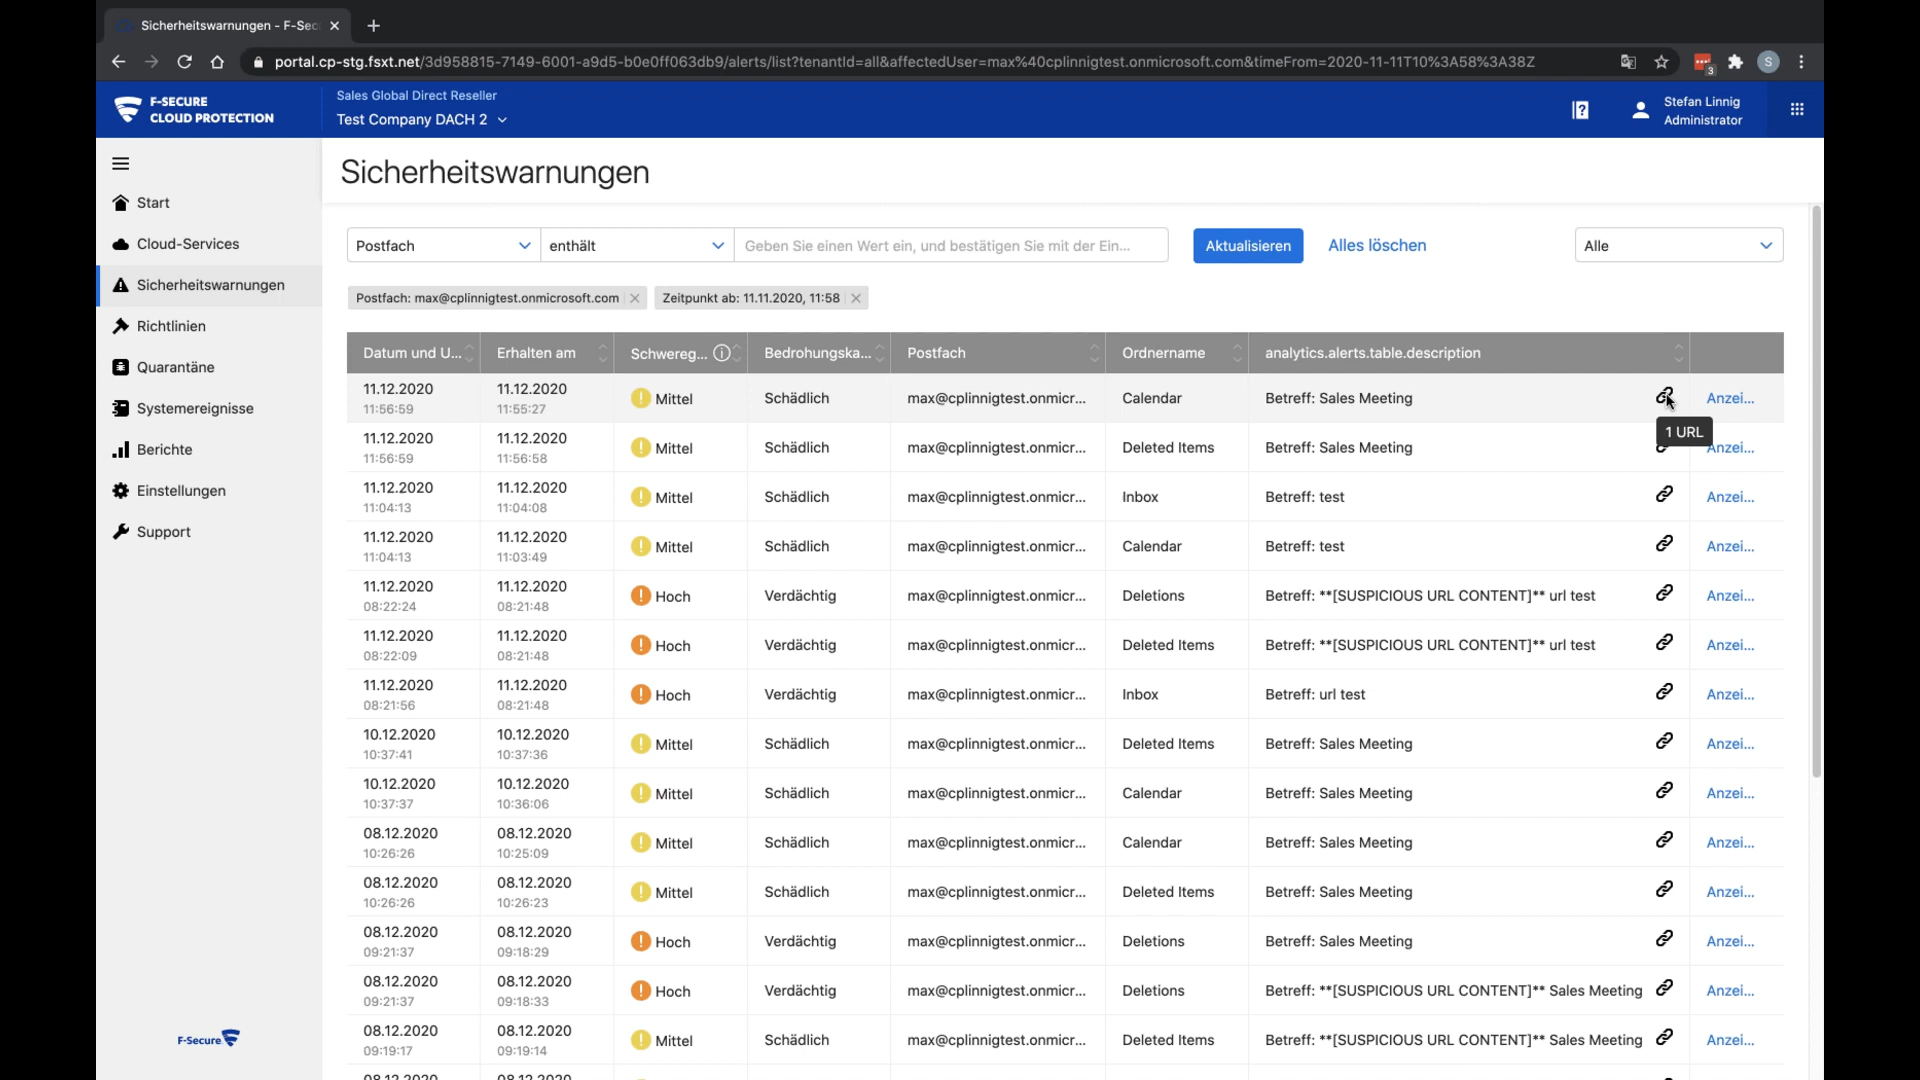 Sicherheitswarnungen - F-Sec
portal.cp-stg.fsxt.net/3d958815-7149-6001-a9d5-b0e0ff063db9/alerts/list?tenantId=all&affectedUser=max%40cplinnigtest.onmicrosoft.com&timeFrom=2020-11-11T10%3A58%3A38Z
3
S
F-SECURE
CLOUD PROTECTION
Sales Global Direct Reseller
Test Company DACH 2
Stefan Linnig
Administrator
Start
Cloud-Services
Sicherheitswarnungen
Richtlinien
Quarantäne
Systemereignisse
Berichte
Einstellungen
Support
F-Secure
Sicherheitswarnungen
Postfach enthält Geben Sie einen Wert ein, und bestätigen Sie mit der Ein... Aktualisieren Alles löschen Alle
Postfach: max@cplinnigtest.onmicrosoft.com Zeitpunkt ab: 11.11.2020, 11:58
Datum und U... Erhalten am Schwereg... Bedrohungska... Postfach Ordnername analytics.alerts.table.description
11.12.2020 11.12.2020
11:56:59 11:55:27 Mittel Schädlich max@cplinnigtest.onmicr... Calendar Betreff: Sales Meeting Anzei...
1 URL
11.12.2020 11.12.2020
11:56:59 11:56:58 Mittel Schädlich max@cplinnigtest.onmicr... Deleted Items Betreff: Sales Meeting Anzei...
11.12.2020 11.12.2020
11:04:13 11:04:08 Mittel Schädlich max@cplinnigtest.onmicr... Inbox Betreff: test Anzei...
11.12.2020 11.12.2020
11:04:13 11:03:49 Mittel Schädlich max@cplinnigtest.onmicr... Calendar Betreff: test Anzei...
11.12.2020 11.12.2020
08:22:24 08:21:48 Hoch Verdächtig max@cplinnigtest.onmicr... Deletions Betreff: **[SUSPICIOUS URL CONTENT]** url test Anzei...
11.12.2020 11.12.2020
08:22:09 08:21:48 Hoch Verdächtig max@cplinnigtest.onmicr... Deleted Items Betreff: **[SUSPICIOUS URL CONTENT]** url test Anzei...
11.12.2020 11.12.2020
08:21:56 08:21:48 Hoch Verdächtig max@cplinnigtest.onmicr... Inbox Betreff: url test Anzei...
10.12.2020 10.12.2020
10:37:41 10:37:36 Mittel Schädlich max@cplinnigtest.onmicr... Deleted Items Betreff: Sales Meeting Anzei...
10.12.2020 10.12.2020
10:37:37 10:36:06 Mittel Schädlich max@cplinnigtest.onmicr... Calendar Betreff: Sales Meeting Anzei...
08.12.2020 08.12.2020
10:26:26 10:25:09 Mittel Schädlich max@cplinnigtest.onmicr... Calendar Betreff: Sales Meeting Anzei...
08.12.2020 08.12.2020
10:26:26 10:26:23 Mittel Schädlich max@cplinnigtest.onmicr... Deleted Items Betreff: Sales Meeting Anzei...
08.12.2020 08.12.2020
09:21:37 09:18:29 Hoch Verdächtig max@cplinnigtest.onmicr... Deletions Betreff: Sales Meeting Anzei...
08.12.2020 08.12.2020
09:21:37 09:18:33 Hoch Verdächtig max@cplinnigtest.onmicr... Deletions Betreff: **[SUSPICIOUS URL CONTENT]** Sales Meeting Anzei...
08.12.2020 08.12.2020
09:19:17 09:19:14 Mittel Schädlich max@cplinnigtest.onmicr... Deleted Items Betreff: **[SUSPICIOUS URL CONTENT]** Sales Meeting Anzei...
08.12.2020 08.12.2020